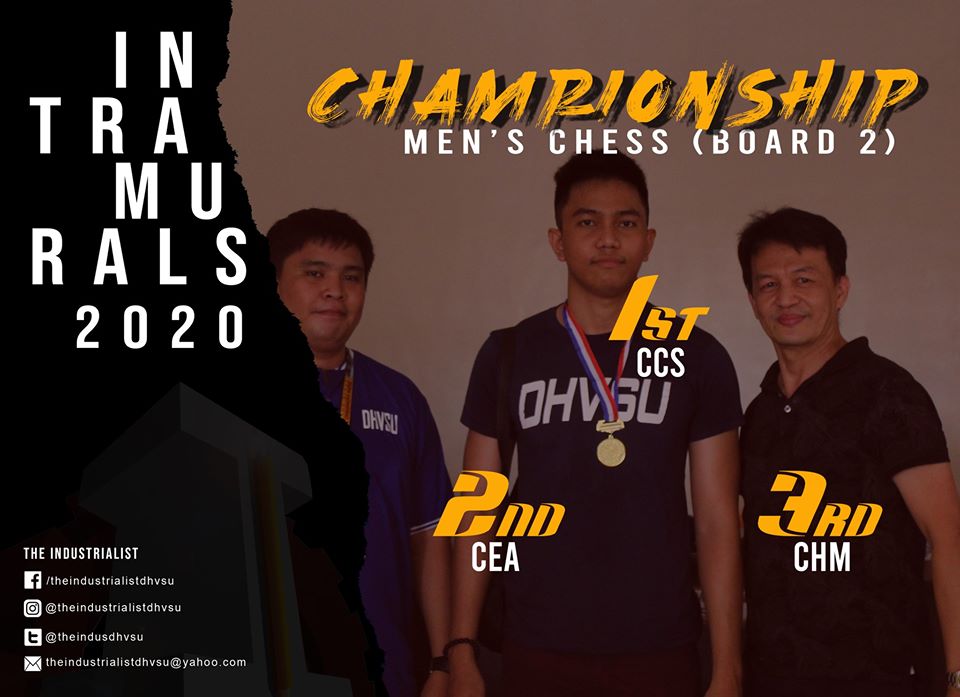 IN
TRA
MU
RALS
2020
CHAMPIONSHIP
MEN'S CHESS (BOARD 2)
1ST
CCS
DHVSU
DHVSU
2ND
CEA
3RD
CHM
THE INDUSTRIALIST
/theindustrialistdhvsu
@theindustrialistdhvsu
@theindusdhvsu
theindustrialistdhvsu@yahoo.com